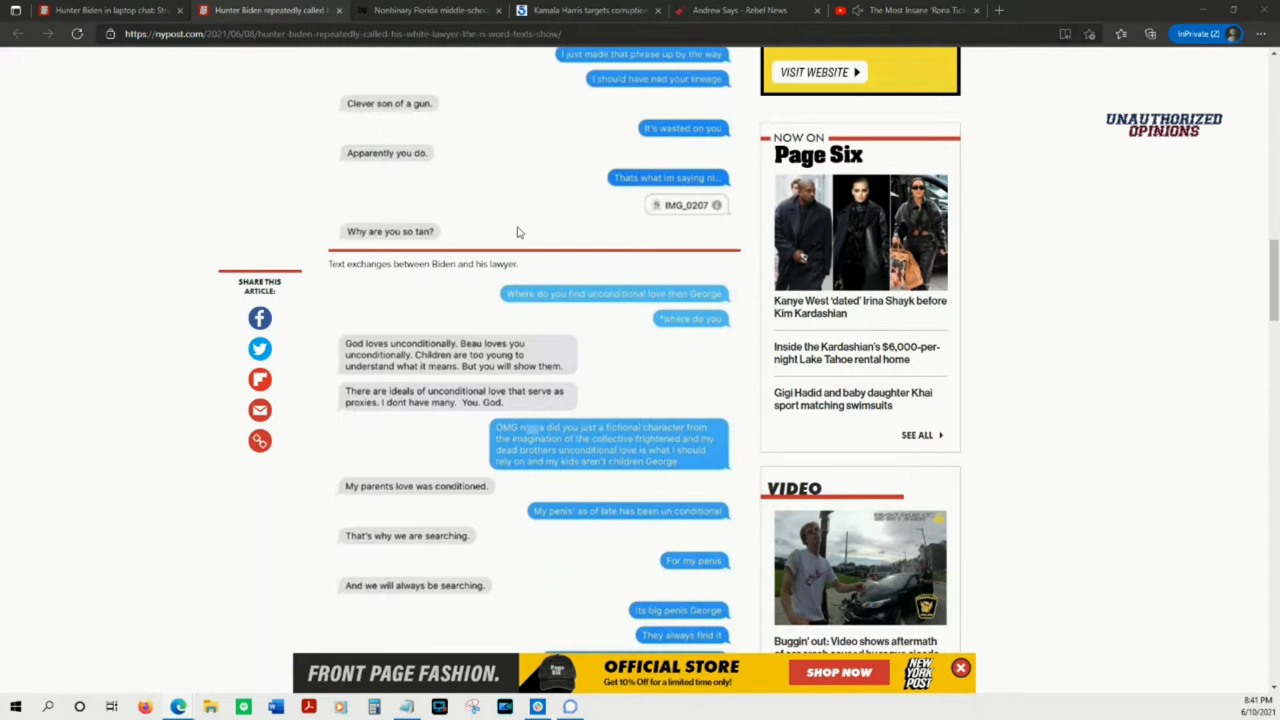 Hunter Biden in laptop chat: Str
Hunter Biden repeatedly called h
Nonbinary Florida middle-schoo
Kamala Harris targets corruption
Andrew Says - Rebel News
The Most Insane 'Rona Tic
https://nypost.com/2021/06/08/hunter-biden-repeatedly-called-his-white-lawyer-the-n-word-texts-show/
InPrivate (2)
I just made that phrase up by the way
I should have nad your lineage
Clever son of a gun.
It's wasted on you
Apparently you do.
Thats what im saying ni...
IMG_0207
Why are you so tan?
Text exchanges between Biden and his lawyer.
Where do you find unconditional love then George
*where do you
God loves unconditionally. Beau loves you
unconditionally. Children are too young to
understand what it means. But you will show them.
There are ideals of unconditional love that serve as
proxies. I dont have many. You. God.
OMG n a did you just a fictional character from
the imagination of the collective frightened and my
dead brothers unconditional love is what I should
rely on and my kids aren't children George
My parents love was conditioned.
My penis' as of late has been un conditional
That's why we are searching.
For my penis
And we will always be searching.
Its big penis George
They always find it
SHARE THIS
ARTICLE:
VISIT WEBSITE
NOW ON
Page Six
Kanye West 'dated' Irina Shayk before
Kim Kardashian
Inside the Kardashian's $6,000-per-
night Lake Tahoe rental home
Gigi Hadid and baby daughter Khai
sport matching swimsuits
SEE ALL
VIDEO
Buggin' out: Video shows aftermath
UNAUTHORIZED
OPINIONS
FRONT PAGE FASHION.
OFFICIAL STORE
Get 10% Off for a limited time only!
SHOP NOW
NEW
YORK
POST
8:41 PM
6/10/2021